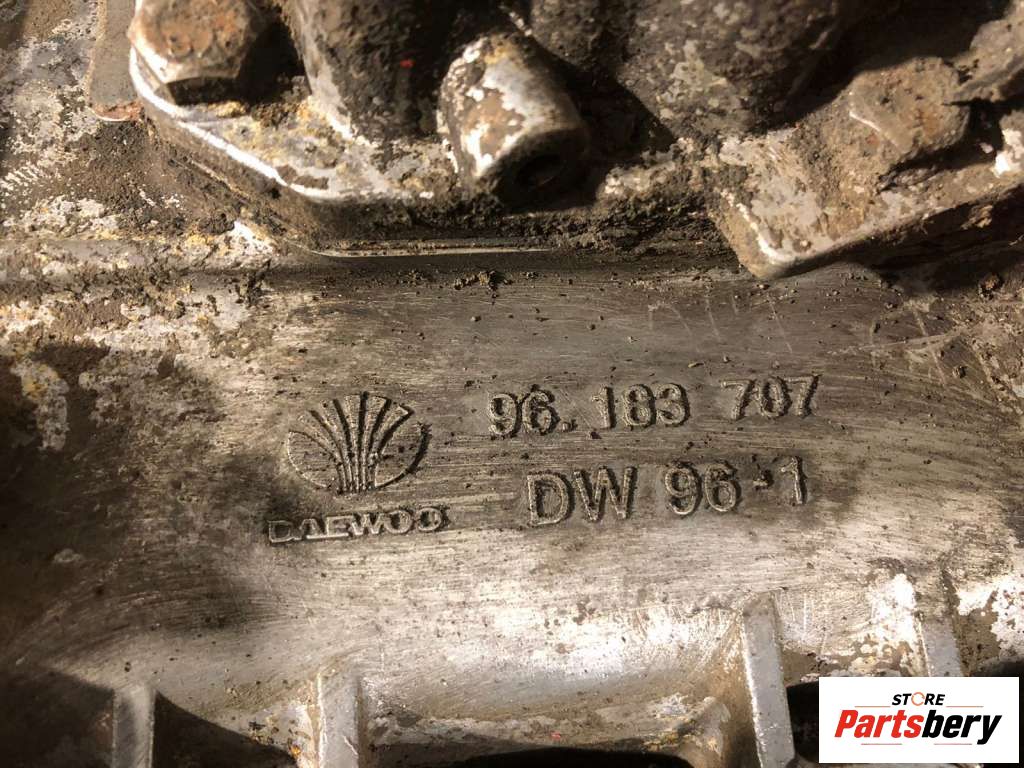 96.183 707
DAEWOO
DW 96-1
STORE
Partsbery